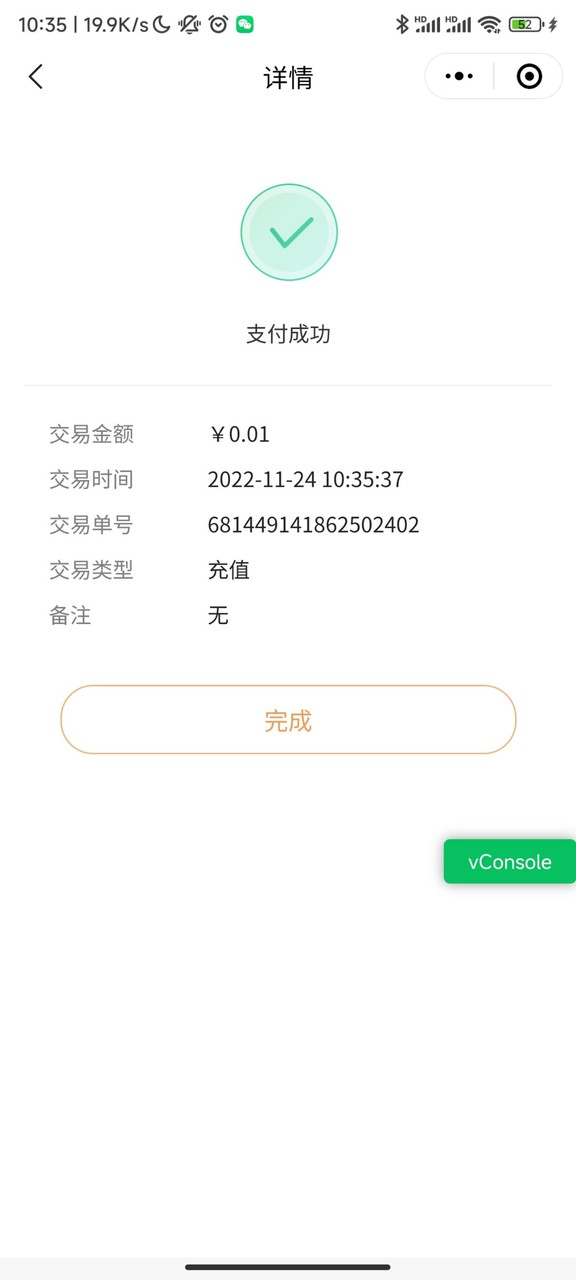 10:35 | 19.9K/s
HD HD 52
详情
支付成功
交易金额 ￥0.01
交易时间 2022-11-24 10:35:37
交易单号 681449141862502402
交易类型 充值
备注 无
完成
vConsole